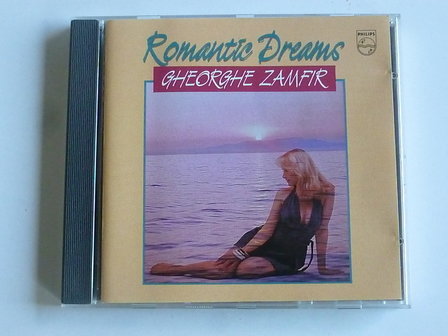 Romantic Dreams
PHILIPS
GHEORGHE ZAMFIR